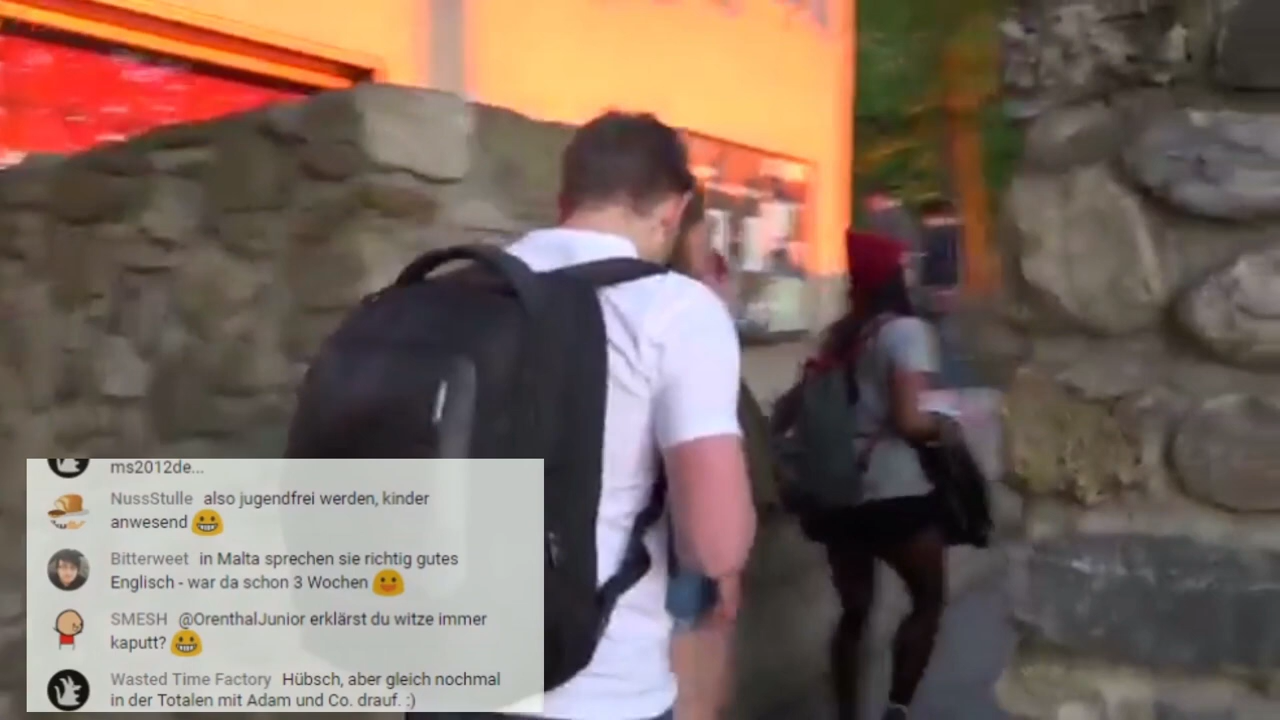 ms2012de...
NussStulle also jugendfrei werden, kinder
anwesend
Bitterweet in Malta sprechen sie richtig gutes
Englisch - war da schon 3 Wochen
SMESH @OrenthalJunior erklärst du witze immer
kaputt?
Wasted Time Factory Hübsch, aber gleich nochmal
in der Totalen mit Adam und Co. drauf. :)